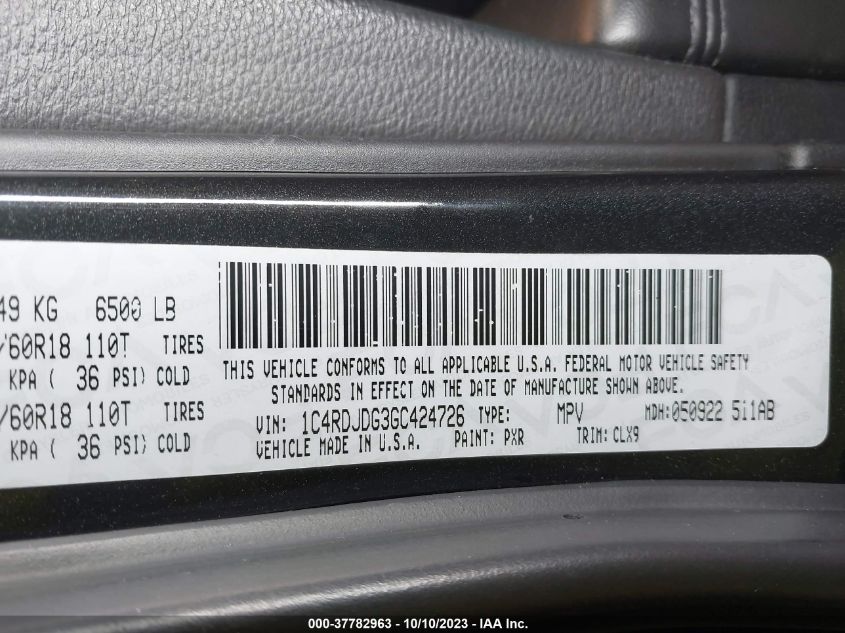 49 KG 6500 LB
/60R18 110T TIRES
KPA ( 36 PSI) COLD
/60R18 110T TIRES
KPA ( 36 PSI) COLD
THIS VEHICLE CONFORMS TO ALL APPLICABLE U.S.A. FEDERAL MOTOR VEHICLE SAFETY
STANDARDS IN EFFECT ON THE DATE OF MANUFACTURE SHOWN ABOVE.
VIN: 1C4RDJDG3GC424726 TYPE: MPV MDH:050922 511AB
VEHICLE MADE IN U.S.A. PAINT: PXR TRIM: CLX9
000-37782963 - 10/10/2023 - IAA Inc.